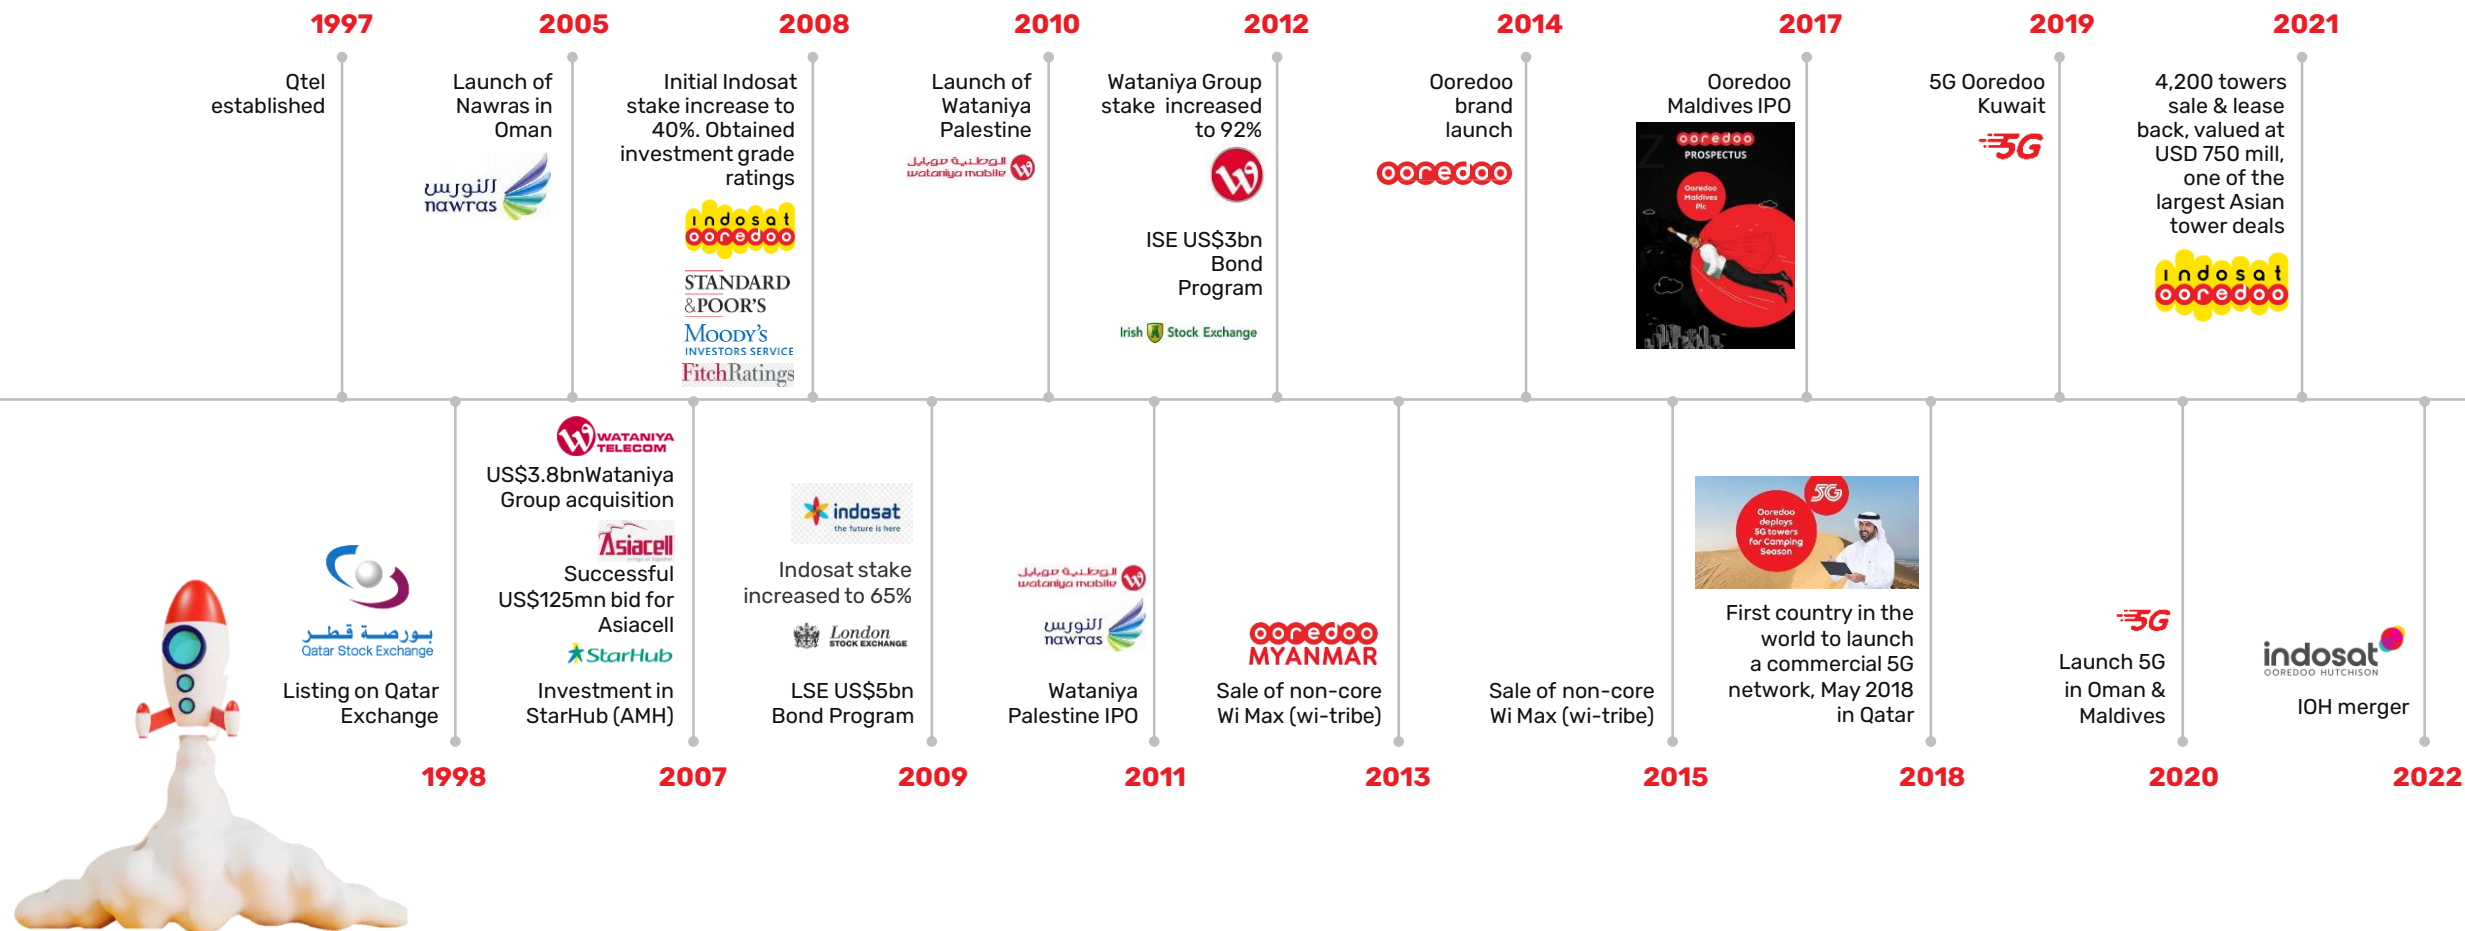 1997
Qtel
established
2005
Launch of
Nawras in
Oman
النورس
nawras
2008
Initial Indosat
stake increase to
40%. Obtained
investment grade
ratings
indosat
ooredoo
STANDARD
&POOR'S
MOODY'S
INVESTORS SERVICE
FitchRatings
2010
Launch of
Wataniya
Palestine
الوطنية موبايل
wataniya mobile
2012
Wataniya Group
stake increased
to 92%
ISE US$3bn
Bond
Program
Irish Stock Exchange
2014
Ooredoo
brand
launch
ooredoo
2017
Ooredoo
Maldives IPO
ooredoo
PROSPECTUS
Ooredoo
Maldives
Plc
2019
5G Ooredoo
Kuwait
5G
2021
4,200 towers
sale & lease
back, valued at
USD 750 mill,
one of the
largest Asian
tower deals
indosat
ooredoo
بورصة قطر
Qatar Stock Exchange
Listing on Qatar
Exchange
1998
WATANIYA
TELECOM
US$3.8bnWataniya
Group acquisition
Asiacell
Successful
US$125mn bid for
Asiacell
StarHub
Investment in
StarHub (AMH)
2007
indosat
the future is here
Indosat stake
increased to 65%
London
STOCK EXCHANGE
LSE US$5bn
Bond Program
2009
الوطنية موبايل
wataniya mobile
النورس
nawras
Wataniya
Palestine IPO
2011
ooredoo
MYANMAR
Sale of non-core
Wi Max (wi-tribe)
2013
Sale of non-core
Wi Max (wi-tribe)
2015
5G
Ooredoo
deploys
5G towers
for Camping
Season
First country in the
world to launch
a commercial 5G
network, May 2018
in Qatar
2018
5G
Launch 5G
in Oman &
Maldives
2020
indosat
OOREDOO HUTCHISON
IOH merger
2022